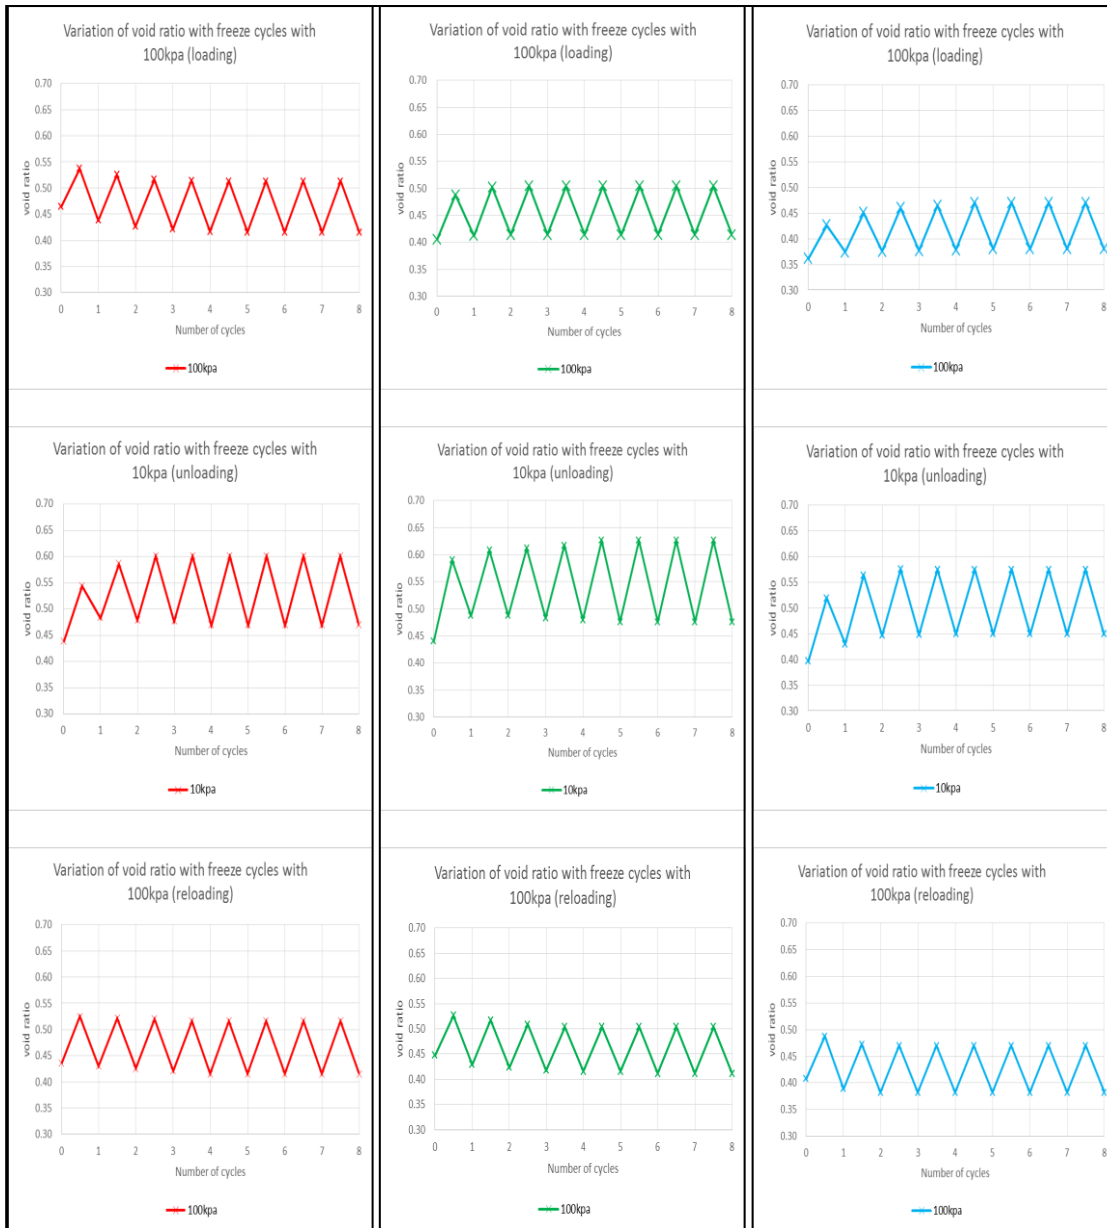 Variation of void ratio with freeze cycles with
100kpa (loading)
0.70
0.65
0.60
0.55
0.50
0.45
0.40
0.35
0.30
void ratio
0 1 2 3 4 5 6 7 8
Number of cycles
100kpa
Variation of void ratio with freeze cycles with
100kpa (loading)
0.70
0.65
0.60
0.55
0.50
0.45
0.40
0.35
0.30
void ratio
0 1 2 3 4 5 6 7 8
Number of cycles
100kpa
Variation of void ratio with freeze cycles with
100kpa (loading)
0.70
0.65
0.60
0.55
0.50
0.45
0.40
0.35
0.30
void ratio
0 1 2 3 4 5 6 7 8
Number of cycles
100kpa
Variation of void ratio with freeze cycles with
10kpa (unloading)
0.70
0.65
0.60
0.55
0.50
0.45
0.40
0.35
0.30
void ratio
0 1 2 3 4 5 6 7 8
Number of cycles
10kpa
Variation of void ratio with freeze cycles with
10kpa (unloading)
0.70
0.65
0.60
0.55
0.50
0.45
0.40
0.35
0.30
void ratio
0 1 2 3 4 5 6 7 8
Number of cycles
10kpa
Variation of void ratio with freeze cycles with
10kpa (unloading)
0.70
0.65
0.60
0.55
0.50
0.45
0.40
0.35
0.30
void ratio
0 1 2 3 4 5 6 7 8
Number of cycles
10kpa
Variation of void ratio with freeze cycles with
100kpa (reloading)
0.70
0.65
0.60
0.55
0.50
0.45
0.40
0.35
0.30
void ratio
0 1 2 3 4 5 6 7 8
Number of cycles
100kpa
Variation of void ratio with freeze cycles with
100kpa (reloading)
0.70
0.65
0.60
0.55
0.50
0.45
0.40
0.35
0.30
void ratio
0 1 2 3 4 5 6 7 8
Number of cycles
100kpa
Variation of void ratio with freeze cycles with
100kpa (reloading)
0.70
0.65
0.60
0.55
0.50
0.45
0.40
0.35
0.30
void ratio
0 1 2 3 4 5 6 7 8
Number of cycles
100kpa